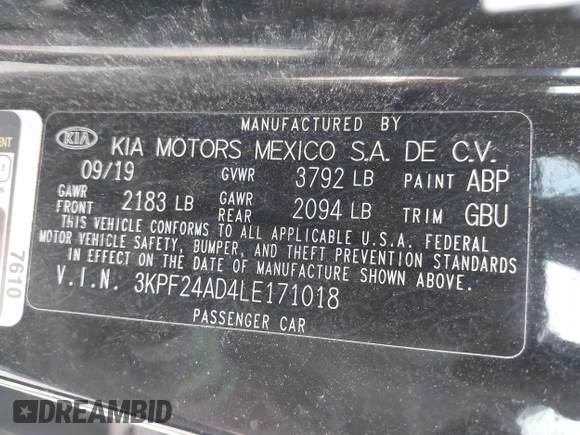 MANUFACTURED BY
KIA KIA MOTORS MEXICO S.A. DE C.V.
09/19 GVWR 3792 LB PAINT ABP
GAWR FRONT 2183 LB GAWR REAR 2094 LB TRIM GBU
THIS VEHICLE CONFORMS TO ALL APPLICABLE U.S.A. FEDERAL
MOTOR VEHICLE SAFETY, BUMPER, AND THEFT PREVENTION STANDARDS
IN EFFECT ON THE DATE OF MANUFACTURE SHOWN ABOVE.
V.I.N. 3KPF24AD4LE171018
PASSENGER CAR
7610
DREAMBID